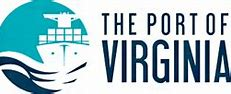 THE PORT OF
VIRGINIA